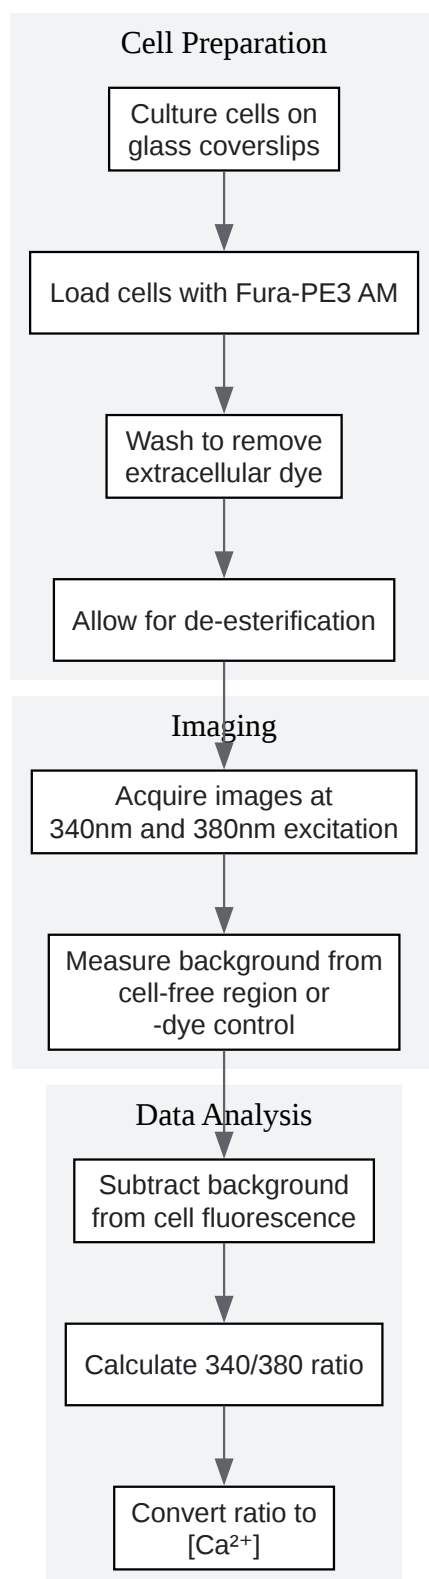 Cell Preparation
Culture cells on
glass coverslips
Load cells with Fura-PE3 AM
Wash to remove
extracellular dye
Allow for de-esterification
Imaging
Acquire images at
340nm and 380nm excitation
Measure background from
cell-free region or
-dye control
Data Analysis
Subtract background
from cell fluorescence
Calculate 340/380 ratio
Convert ratio to
[Ca²⁺]